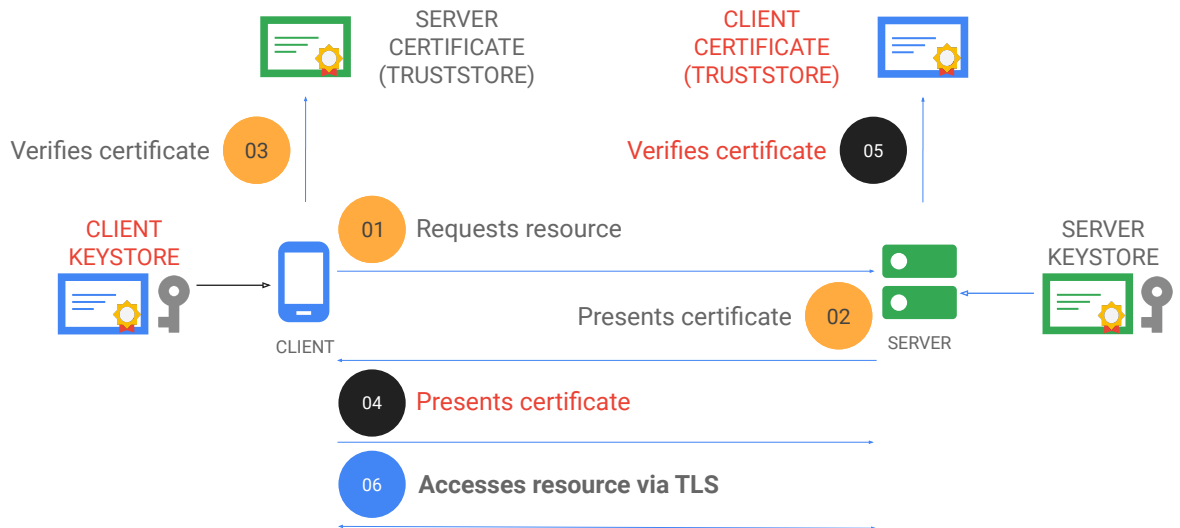 SERVER
CERTIFICATE
(TRUSTSTORE)
CLIENT
CERTIFICATE
(TRUSTSTORE)
Verifies certificate
03
Verifies certificate
05
CLIENT
KEYSTORE
01
Requests resource
SERVER
KEYSTORE
Presents certificate
02
CLIENT
SERVER
04
Presents certificate
06
Accesses resource via TLS